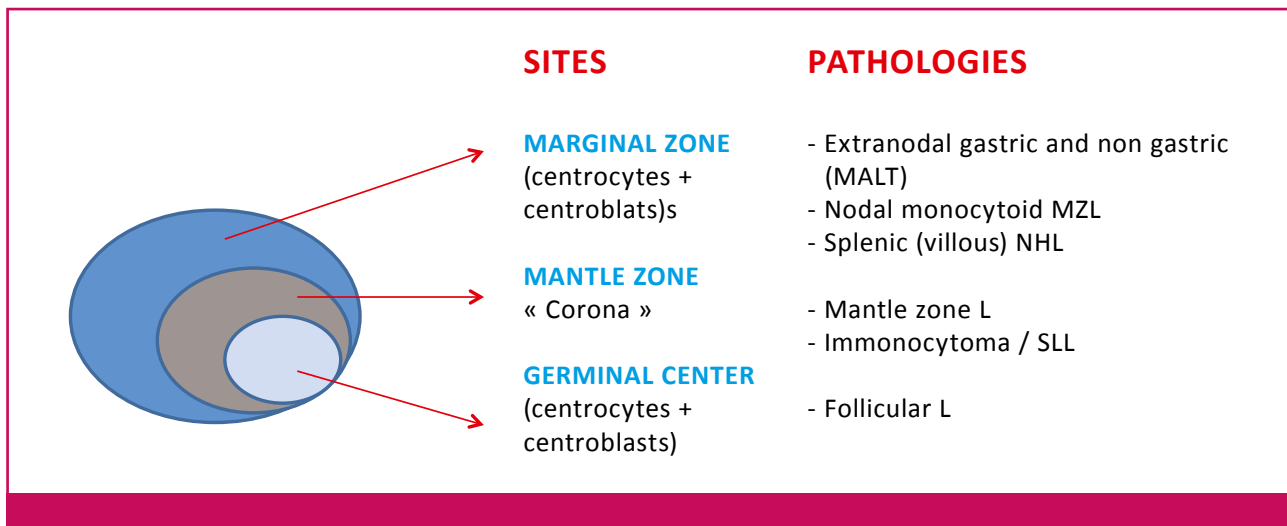 SITES
PATHOLOGIES
MARGINAL ZONE
(centrocytes +
centroblats)s
- Extranodal gastric and non gastric
(MALT)
- Nodal monocytoid MZL
- Splenic (villous) NHL
MANTLE ZONE
« Corona »
- Mantle zone L
- Immonocytoma / SLL
GERMINAL CENTER
(centrocytes +
centroblasts)
- Follicular L